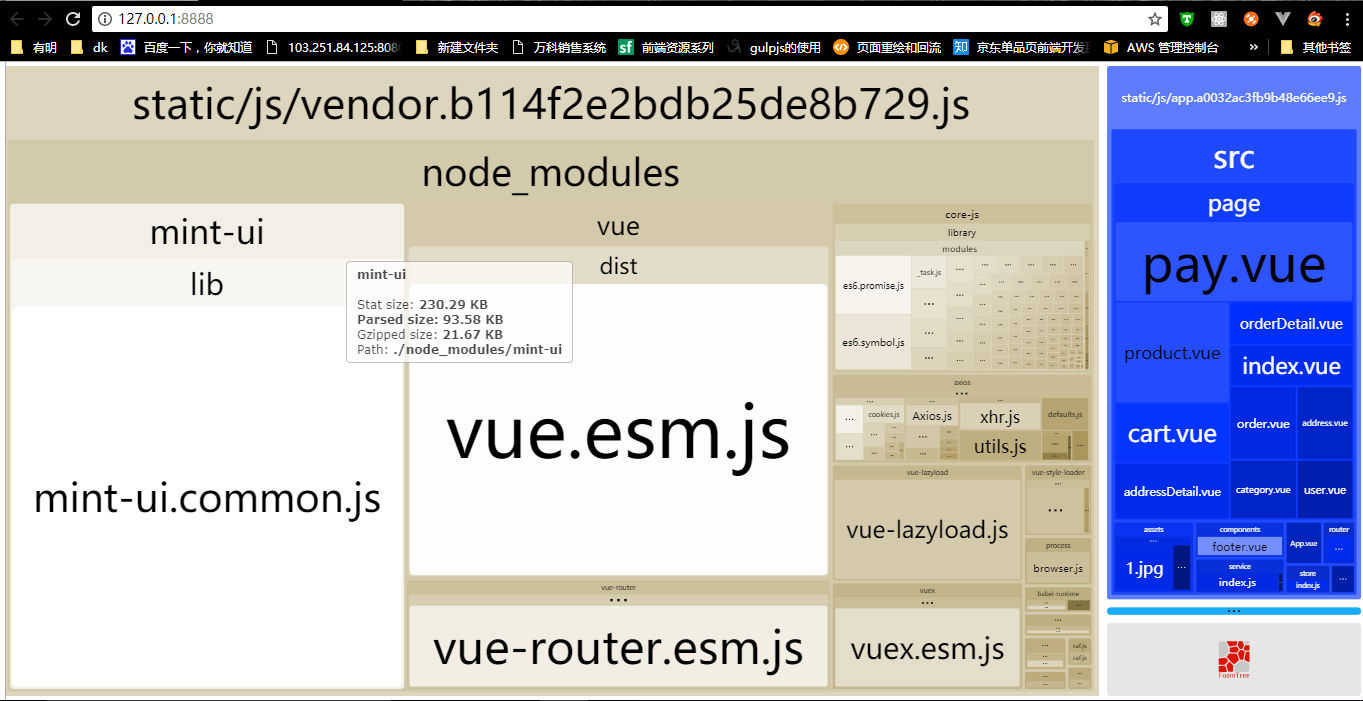 127.0.0.1:8888
有明
dk
百度一下，你就知道
103.251.84.125:808
新建文件夹
万科销售系统
前端资源系列
gulpjs的使用
页面重绘和回流
知
京东单品页前端开发
AWS 管理控制台
»
其他书签
static/js/vendor.b114f2e2bdb25de8b729.js
node_modules
mint-ui
lib
mint-ui.common.js
mint-ui
Stat size: 230.29 KB
Parsed size: 93.58 KB
Gzipped size: 21.67 KB
Path: ./node_modules/mint-ui
vue
dist
vue.esm.js
vue-router
...
vue-router.esm.js
core-js
library
modules
es6.promise.js
_task.js
es6.symbol.js
axios
...
cookies.js
Axios.js
xhr.js
utils.js
defaults.js
vue-lazyload
vue-lazyload.js
vue-style-loader
...
process
browser.js
vuex
...
vuex.esm.js
babel-runtime
raf.js
raf.js
static/js/app.a0032ac3fb9b48e66ee9.js
src
page
pay.vue
product.vue
orderDetail.vue
index.vue
cart.vue
order.vue
address.vue
addressDetail.vue
category.vue
user.vue
assets
...
1.jpg
...
components
footer.vue
service
index.js
App.vue
router
...
store
index.js
...
...
FoamTree